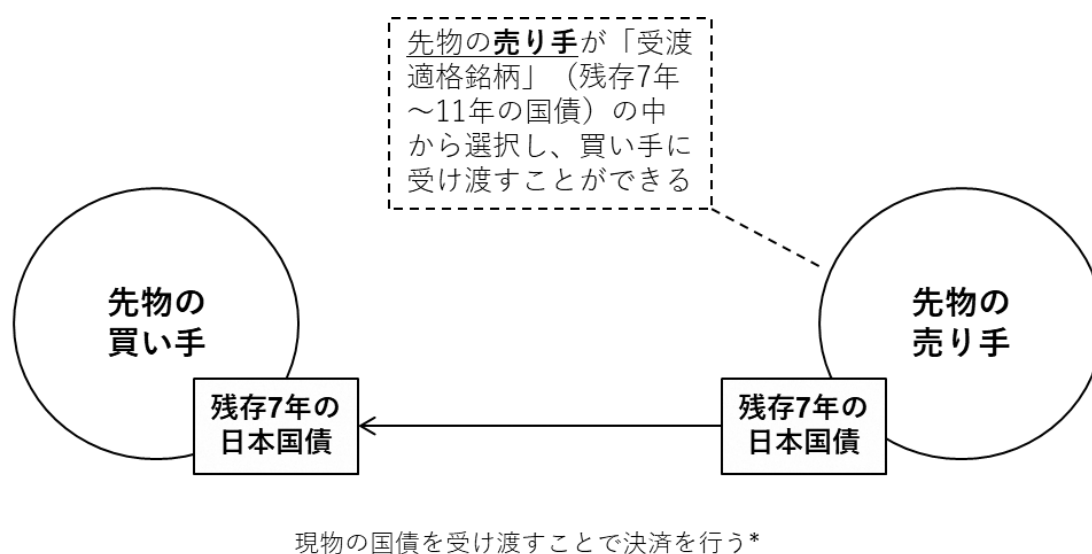 先物の売り手が「受渡
適格銘柄」（残存7年
～11年の国債）の中
から選択し、買い手に
受け渡すことができる
先物の
買い手
先物の
売り手
残存7年の
日本国債
残存7年の
日本国債
現物の国債を受け渡すことで決済を行う*